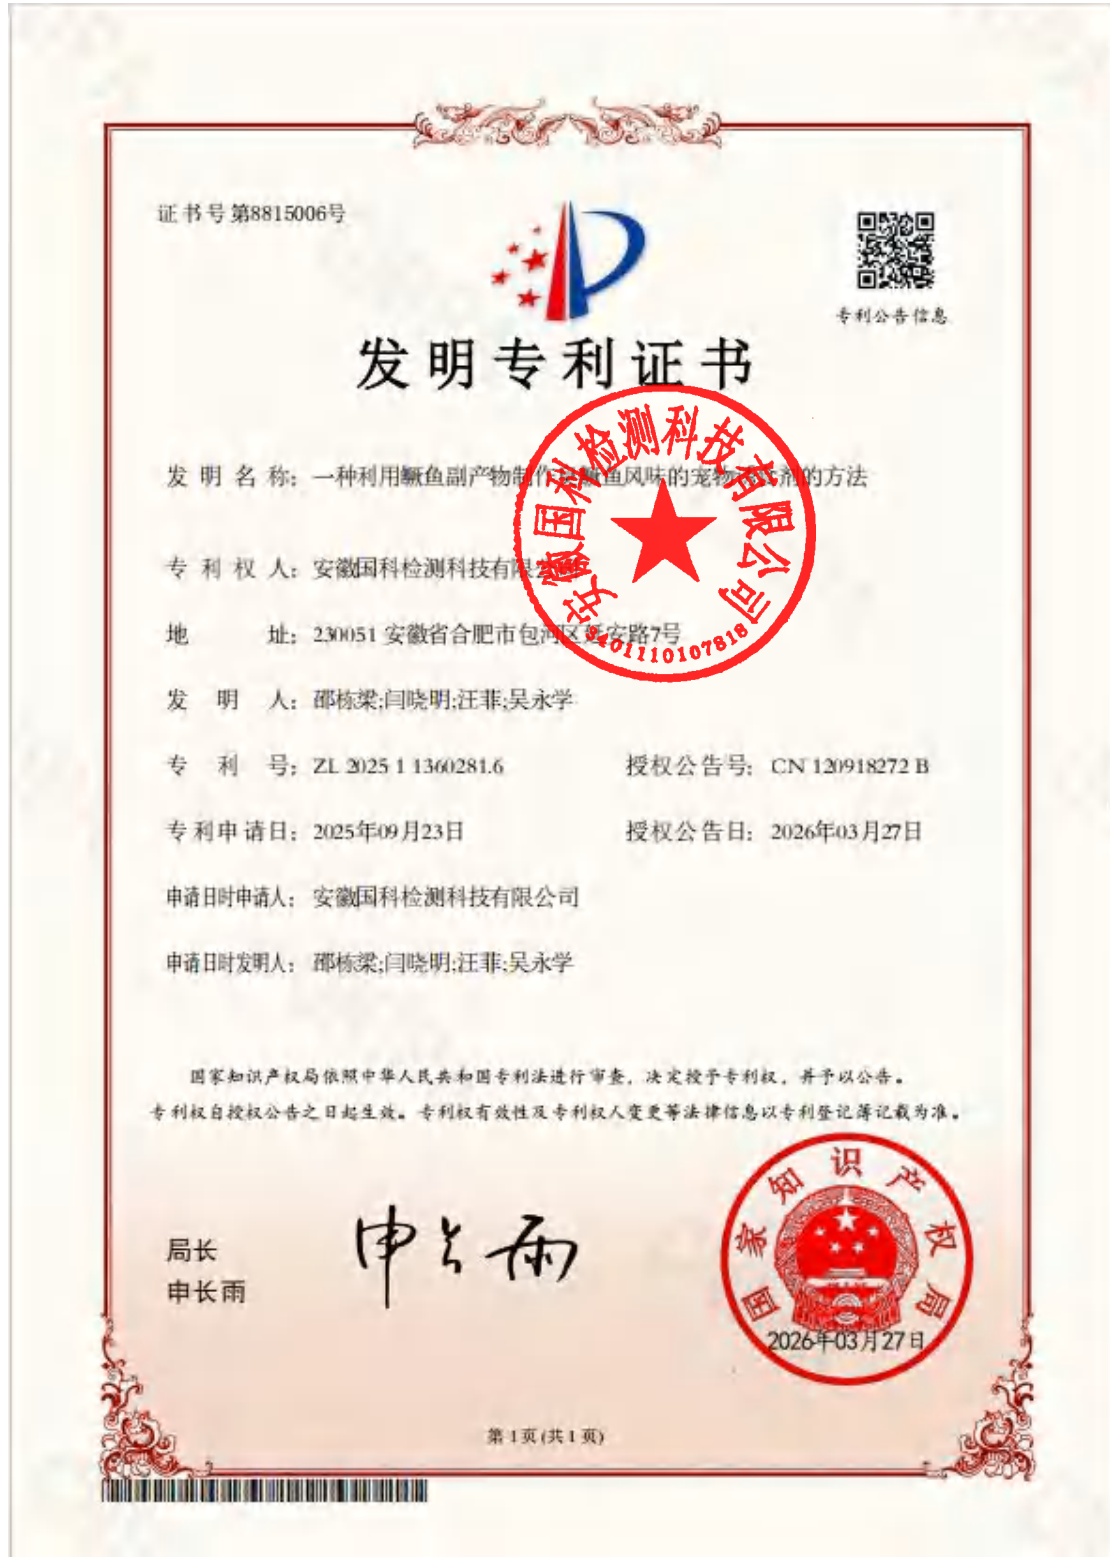 证书号第8815006号
专利公告信息
发明专利证书
发明名称：一种利用鳜鱼副产物制作 鳜鱼风味的宠物 剂的方法
专利权人：安徽国科检测科技有限
地址：230051 安徽省合肥市包河区 安路7号
发明人：邵栋梁;闫晓明;汪菲;吴永学
专利号：ZL 2025 1 1360281.6 授权公告号：CN 120918272 B
专利申请日：2025年09月23日 授权公告日：2026年03月27日
申请日时申请人：安徽国科检测科技有限公司
申请日时发明人：邵栋梁;闫晓明;汪菲;吴永学
国家知识产权局依照中华人民共和国专利法进行审查，决定授予专利权，并予以公告。
专利权自授权公告之日起生效。专利权有效性及专利权人变更等法律信息以专利登记簿记载为准。
局长
申长雨
申长雨
国家知识产权局
2026年03月27日
第1页(共1页)
安徽国科检测科技有限公司
3401110107818